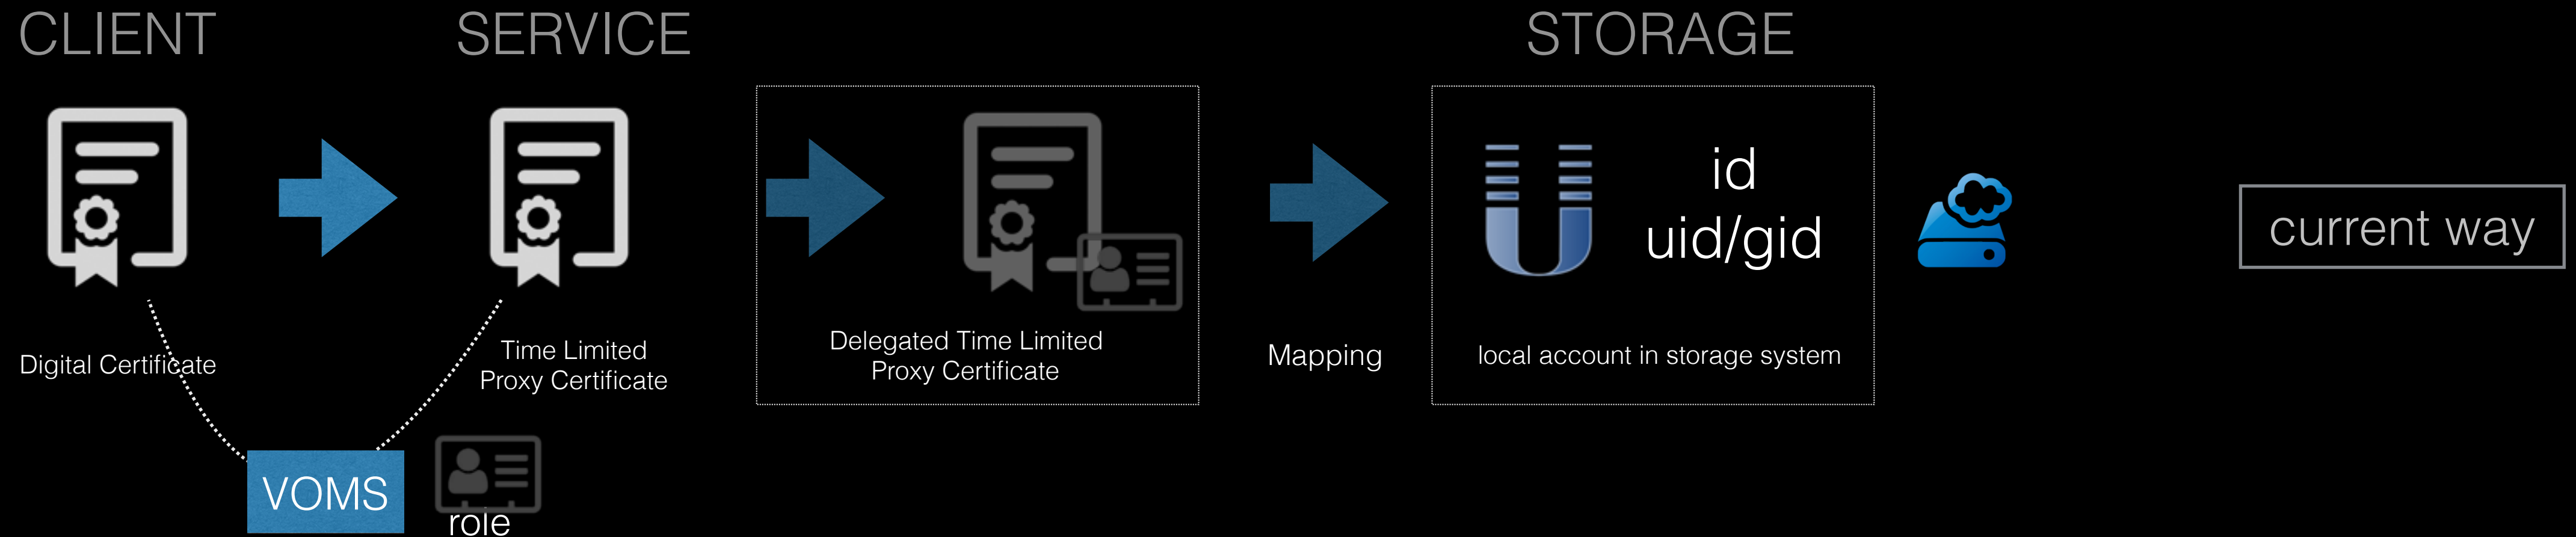 CLIENT
SERVICE
STORAGE
U
id
uid/gid
current way
Digital Certificate
Time Limited
Proxy Certificate
Delegated Time Limited
Proxy Certificate
Mapping
local account in storage system
VOMS
role